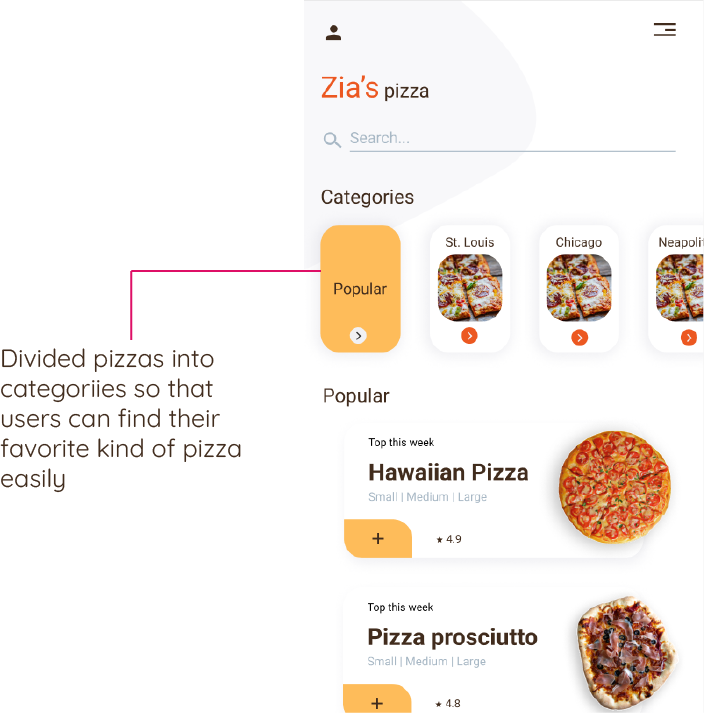 Zia's pizza
Search...
Categories
St. Louis
Chicago
Neapolit
Popular
Divided pizzas into
categoriies so that
users can find their
favorite kind of pizza
easily
Popular
Top this week
Hawaiian Pizza
Small | Medium | Large
+
★ 4.9
Top this week
Pizza prosciutto
Small | Medium | Large
+
★ 4.8